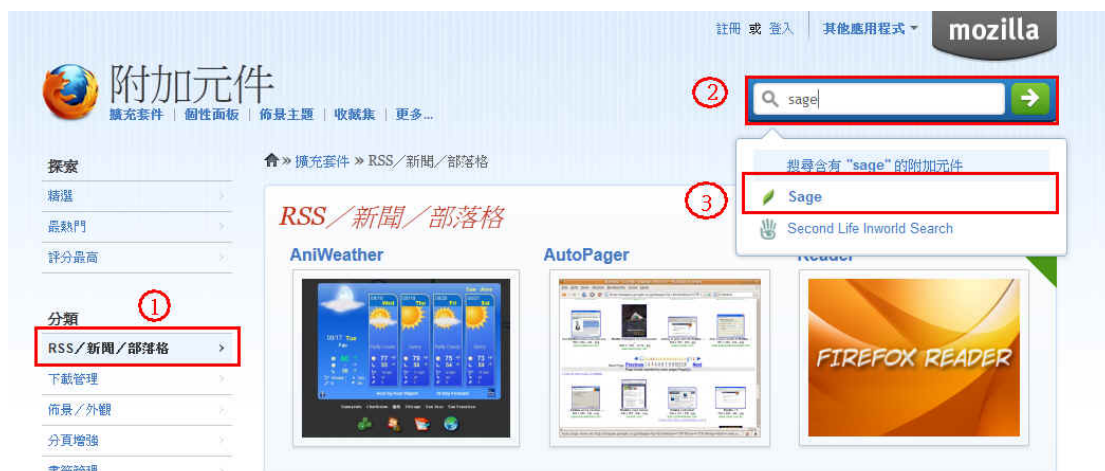 註冊 或 登入
其他應用程式
mozilla
附加元件
擴充套件 | 個性面板 | 佈景主題 | 收藏集 | 更多...
②
sage
搜尋含有 "sage" 的附加元件
③
Sage
Second Life Inworld Search
» 擴充套件 » RSS／新聞／部落格
探索
精選
最熱門
評分最高
①
分類
RSS／新聞／部落格
下載管理
佈景／外觀
分頁增強
書籤管理
RSS／新聞／部落格
AniWeather
AutoPager
Reader
FIREFOX READER